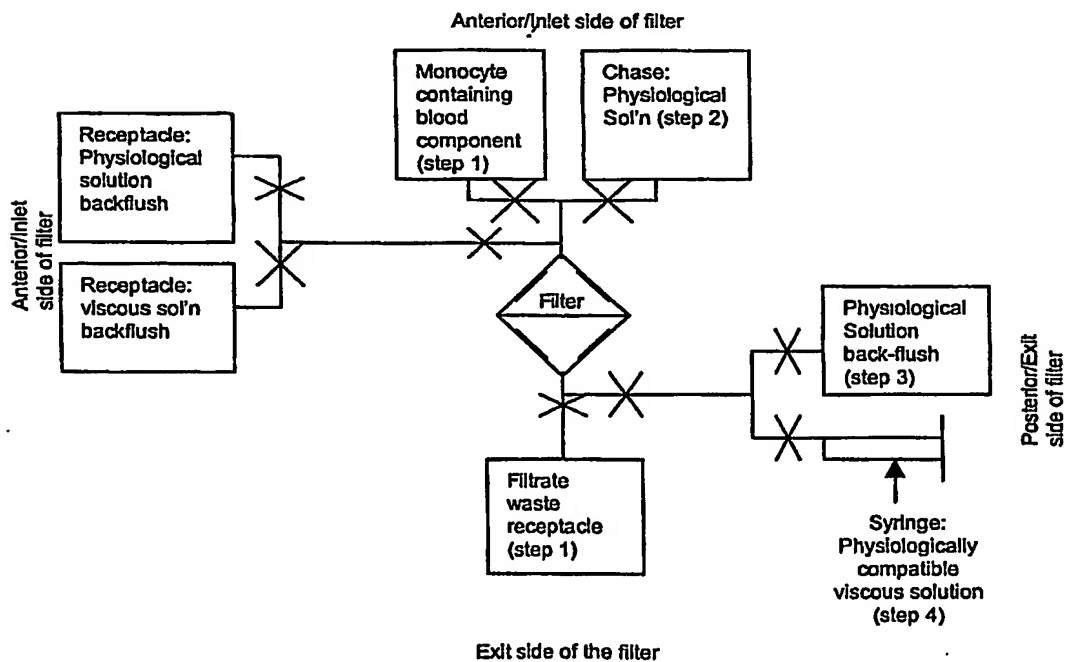 Anterior/Inlet side of filter
Monocyte
containing
blood
component
(step 1)
Chase:
Physiological
Sol'n (step 2)
Receptacle:
Physiological
solution
backflush
Anterior/Inlet
side of filter
Receptacle:
viscous sol'n
backflush
Filter
Physiological
Solution
back-flush
(step 3)
Posterior/Exit
side of filter
Filtrate
waste
receptacle
(step 1)
Syringe:
Physiologically
compatible
viscous solution
(step 4)
Exit side of the filter